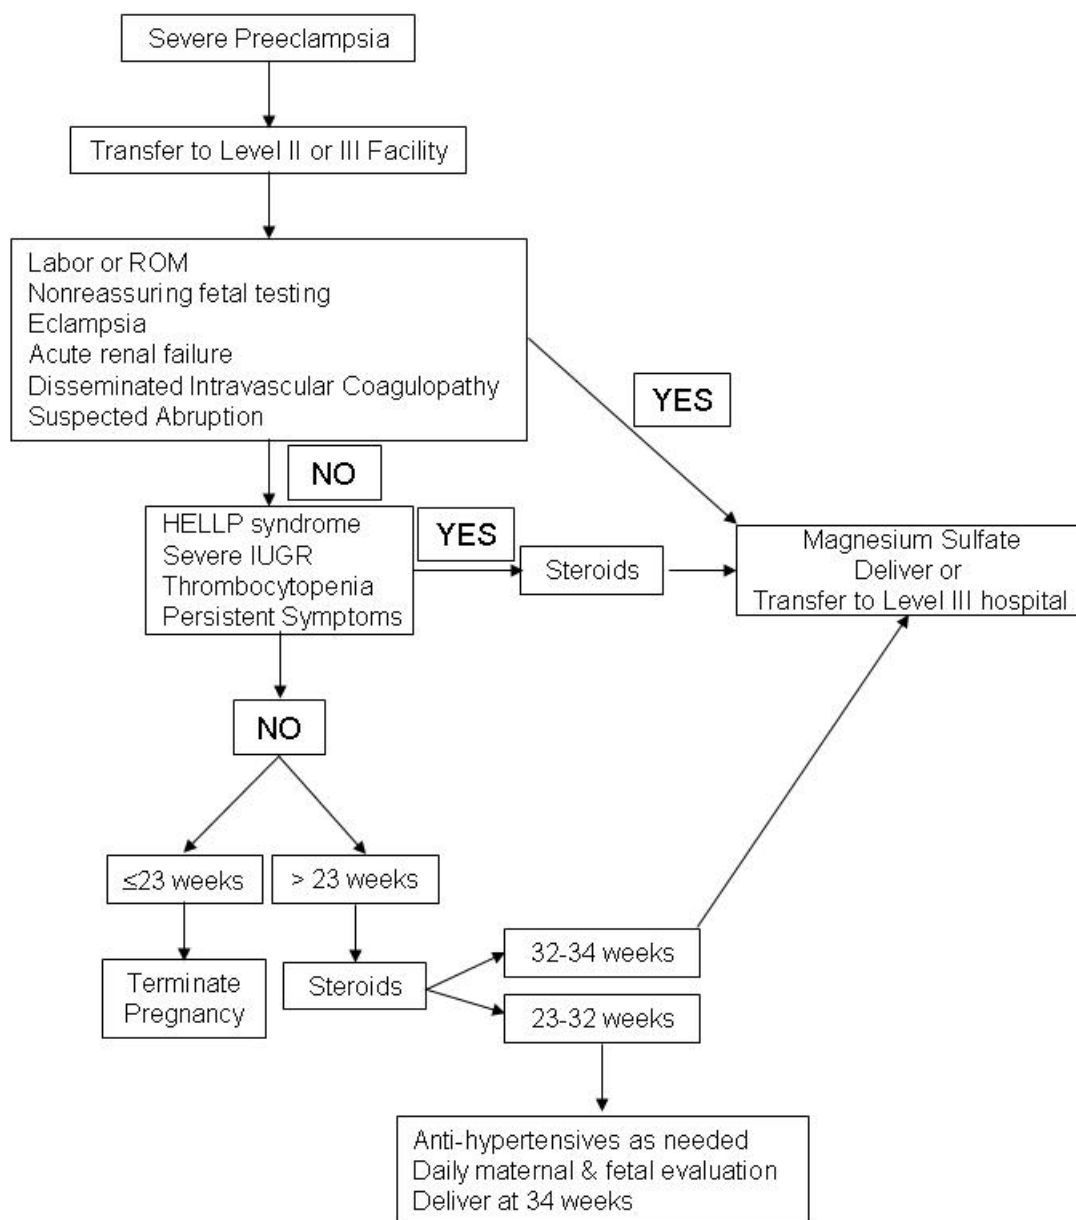 Severe Preeclampsia
Transfer to Level II or III Facility
Labor or ROM
Nonreassuring fetal testing
Eclampsia
Acute renal failure
Disseminated Intravascular Coagulopathy
Suspected Abruption
YES
NO
HELLP syndrome
Severe IUGR
Thrombocytopenia
Persistent Symptoms
YES
Steroids
Magnesium Sulfate
Deliver or
Transfer to Level III hospital
NO
≤23 weeks
> 23 weeks
Terminate
Pregnancy
Steroids
32-34 weeks
23-32 weeks
Anti-hypertensives as needed
Daily maternal & fetal evaluation
Deliver at 34 weeks